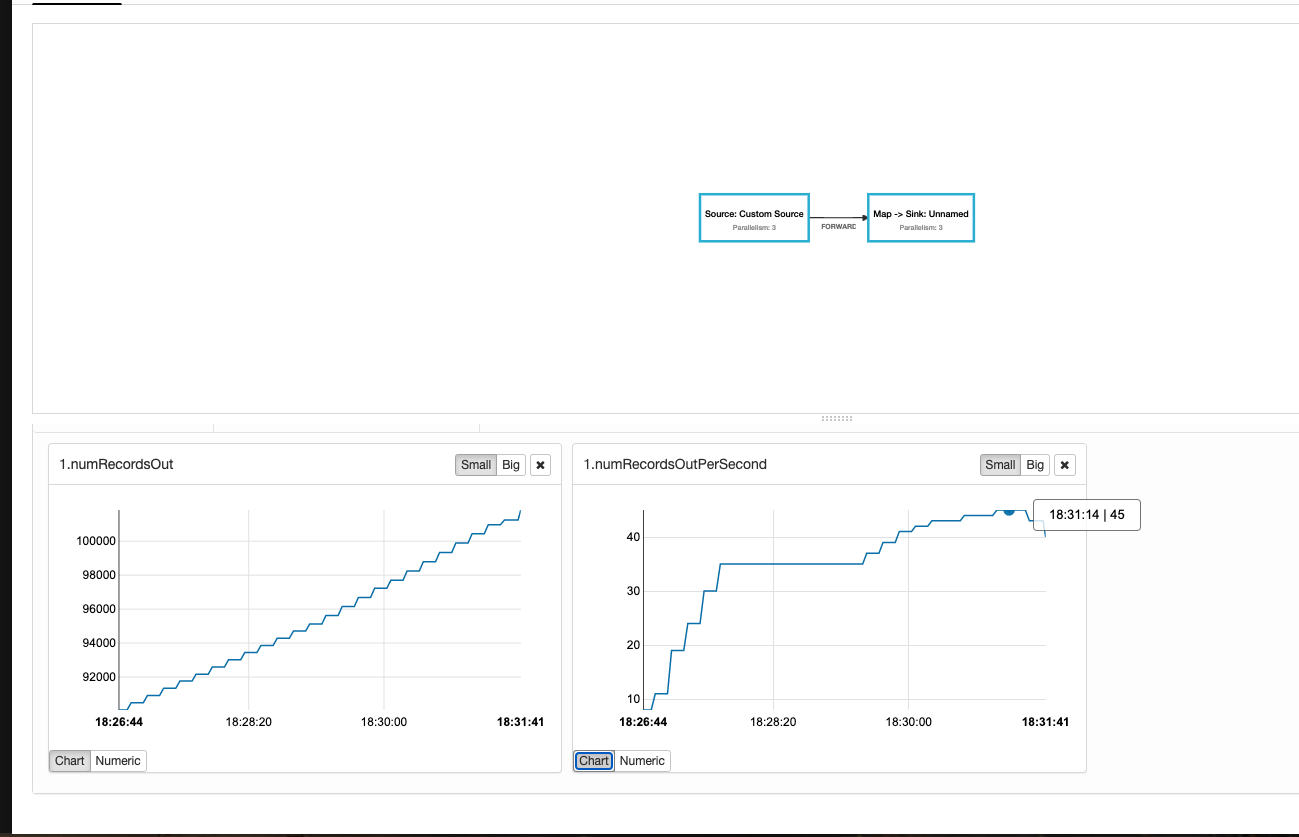 Source: Custom Source
Parallelism: 3
FORWARD
Map -> Sink: Unnamed
Parallelism: 3
1.numRecordsOut
Small Big ✖
100000
98000
96000
94000
92000
18:26:44 18:28:20 18:30:00 18:31:41
Chart Numeric
1.numRecordsOutPerSecond
Small Big ✖
18:31:14 | 45
40
30
20
10
18:26:44 18:28:20 18:30:00 18:31:41
Chart Numeric